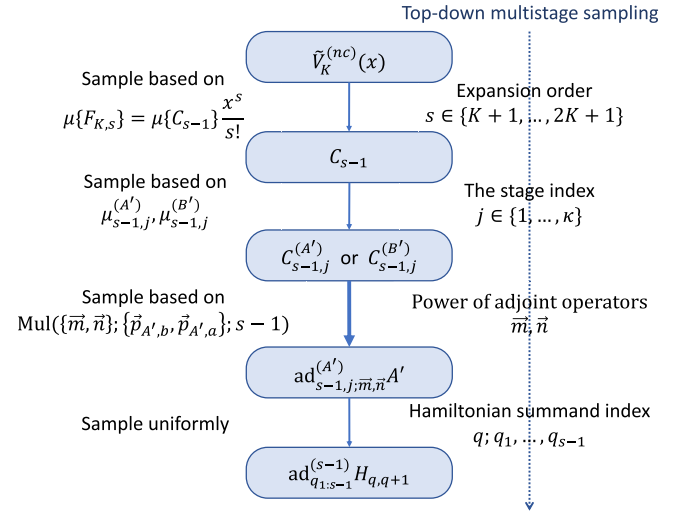 Top-down multistage sampling
Ṽ_K^(nc)(x)
Sample based on
μ{F_{K,s}} = μ{C_{s−1}} x^s/s!
Expansion order
s ∈ {K + 1, …, 2K + 1}
C_{s−1}
Sample based on
μ_{s−1,j}^(A′), μ_{s−1,j}^(B′)
The stage index
j ∈ {1, …, κ}
C_{s−1,j}^(A′) or C_{s−1,j}^(B′)
Sample based on
Mul({m⃗, n⃗}; {p⃗_{A′,b}, p⃗_{A′,a}}; s − 1)
Power of adjoint operators
m⃗, n⃗
ad_{s−1,j;m⃗,n⃗}^(A′) A′
Sample uniformly
Hamiltonian summand index
q; q_1, …, q_{s−1}
ad_{q_{1:s−1}}^(s−1) H_{q,q+1}